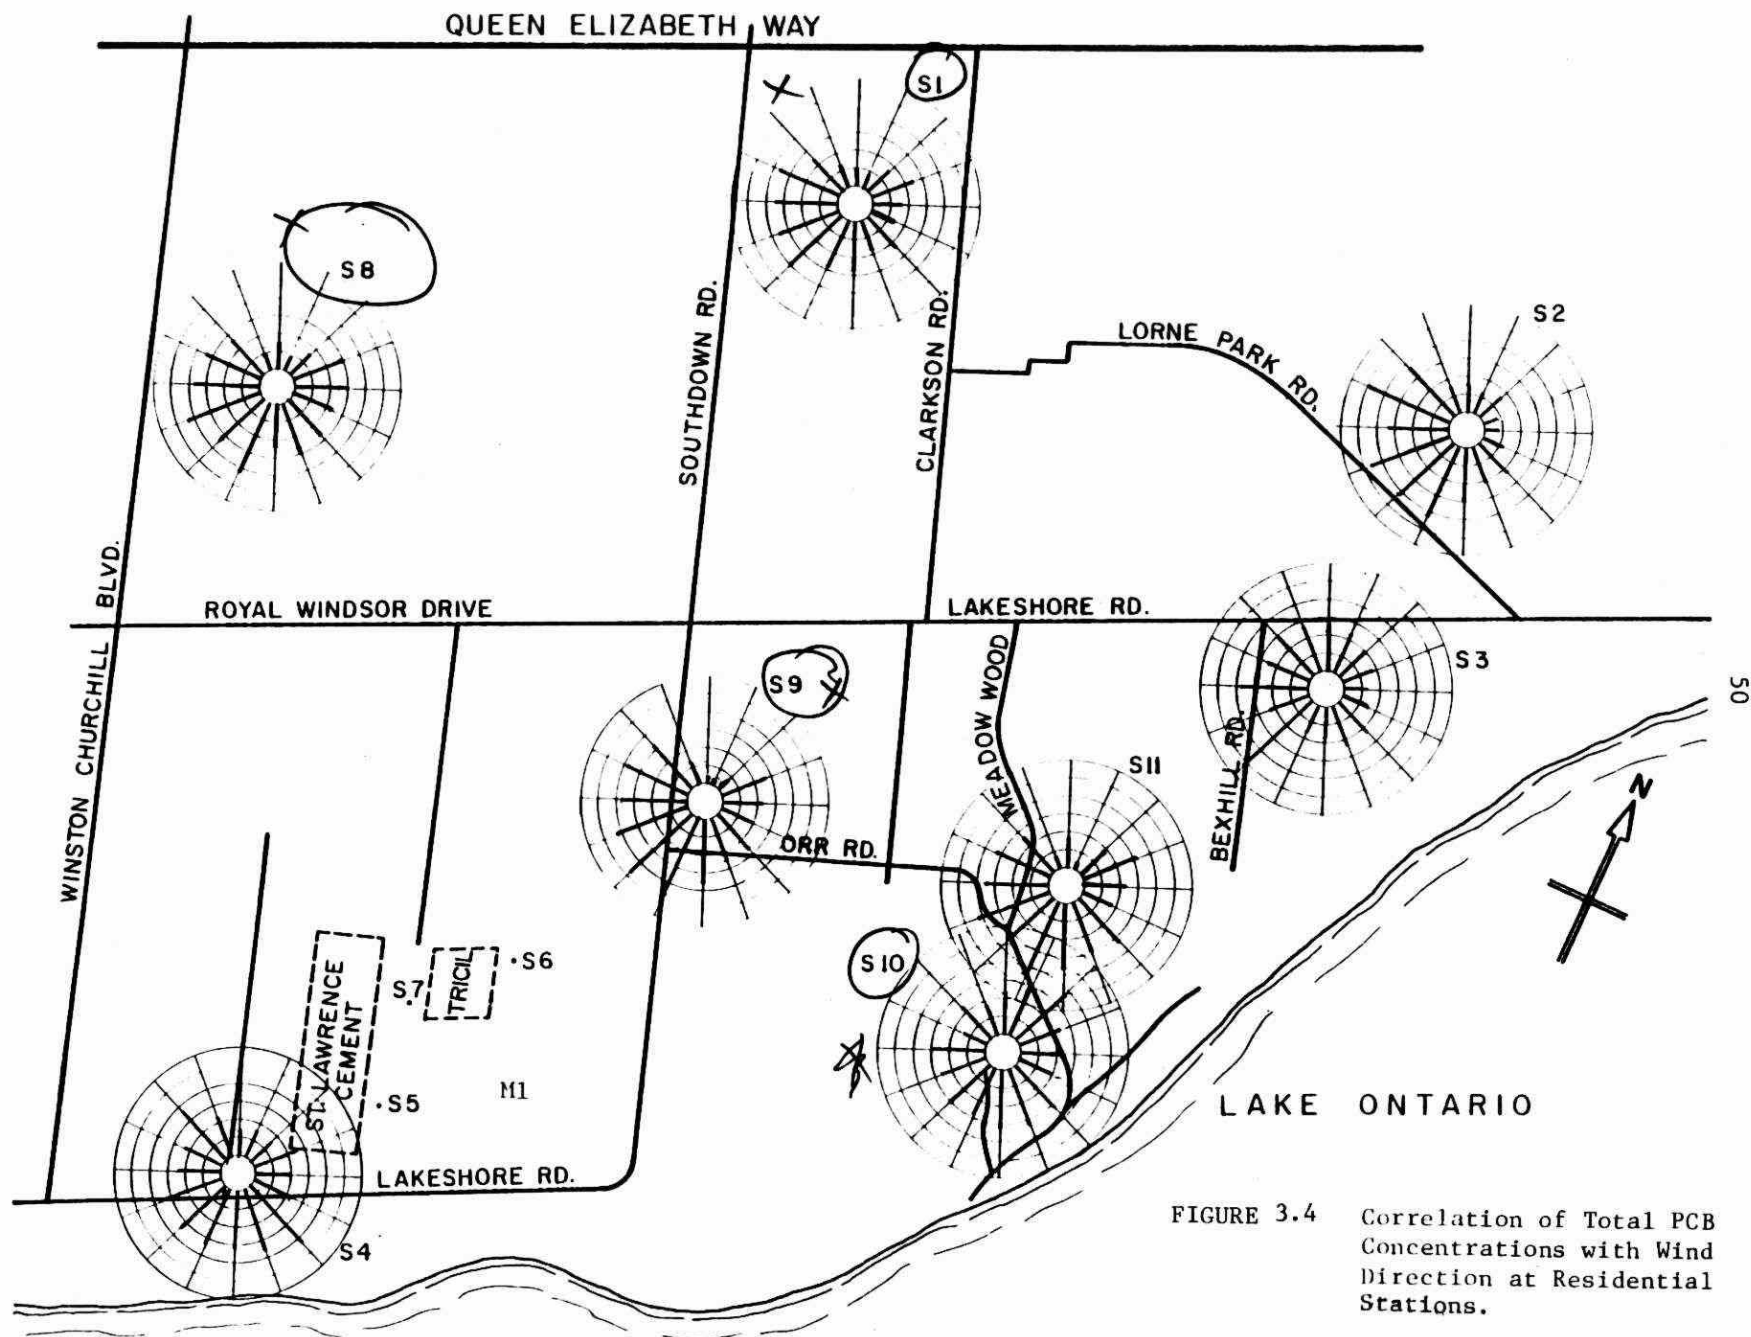 QUEEN ELIZABETH WAY
S1
S8
S2
LORNE PARK RD.
SOUTHDOWN RD.
CLARKSON RD.
WINSTON CHURCHILL BLVD.
ROYAL WINDSOR DRIVE
LAKESHORE RD.
S9
S3
MEADOW WOOD
BEXHILL RD.
S11
ORR RD.
N
50
S10
S6
S7
TRICIL
ST. LAWRENCE
CEMENT
S5
M1
LAKESHORE RD.
S4
LAKE ONTARIO
FIGURE 3.4 Correlation of Total PCB
Concentrations with Wind
Direction at Residential
Stations.